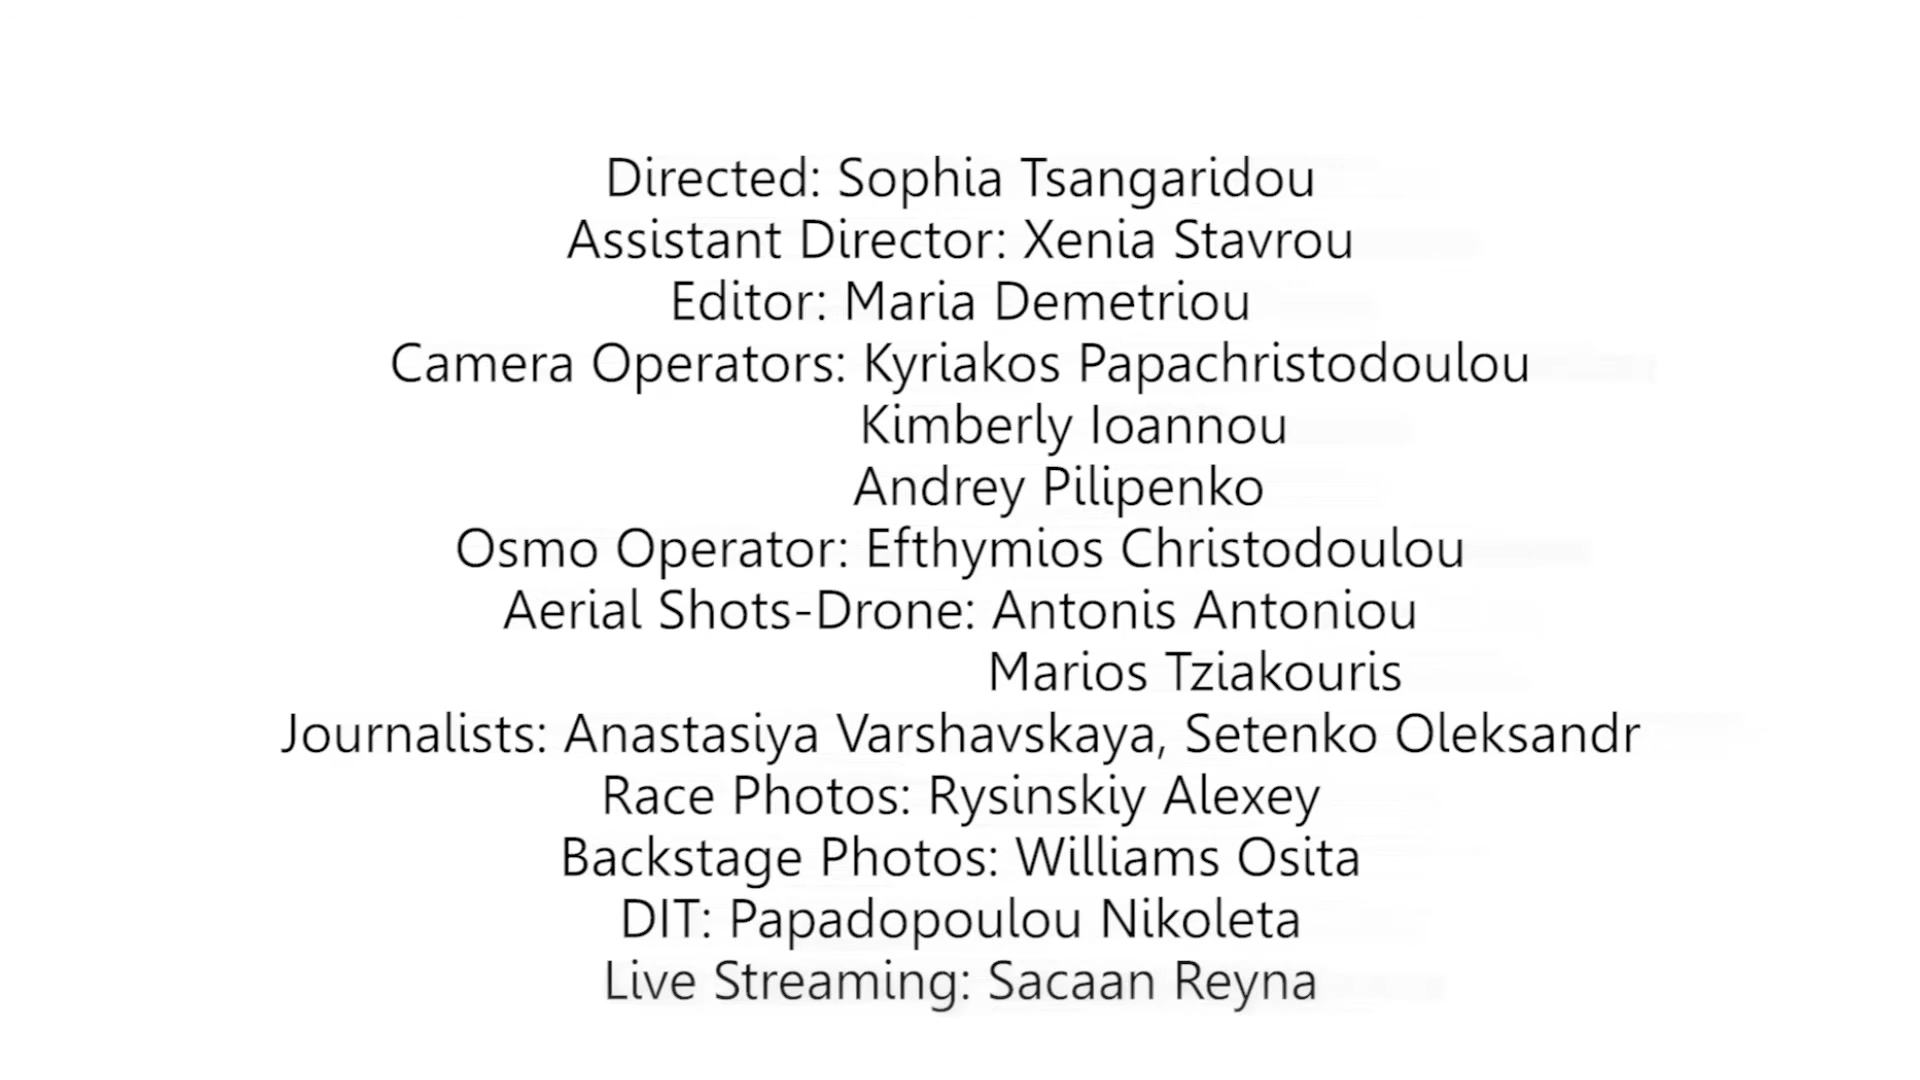 Directed: Sophia Tsangaridou
Assistant Director: Xenia Stavrou
Editor: Maria Demetriou
Camera Operators: Kyriakos Papachristodoulou
Kimberly Ioannou
Andrey Pilipenko
Osmo Operator: Efthymios Christodoulou
Aerial Shots-Drone: Antonis Antoniou
Marios Tziakouris
Journalists: Anastasiya Varshavskaya, Setenko Oleksandr
Race Photos: Rysinskiy Alexey
Backstage Photos: Williams Osita
DIT: Papadopoulou Nikoleta
Live Streaming: Sacaan Reyna